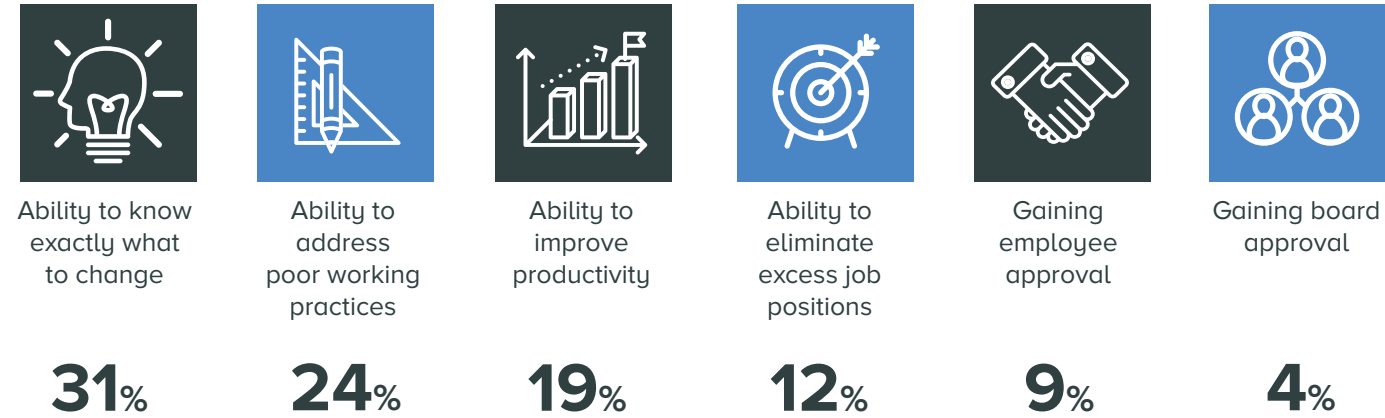 Ability to know
exactly what
to change
31%
Ability to
address
poor working
practices
24%
Ability to
improve
productivity
19%
Ability to
eliminate
excess job
positions
12%
Gaining
employee
approval
9%
Gaining board
approval
4%